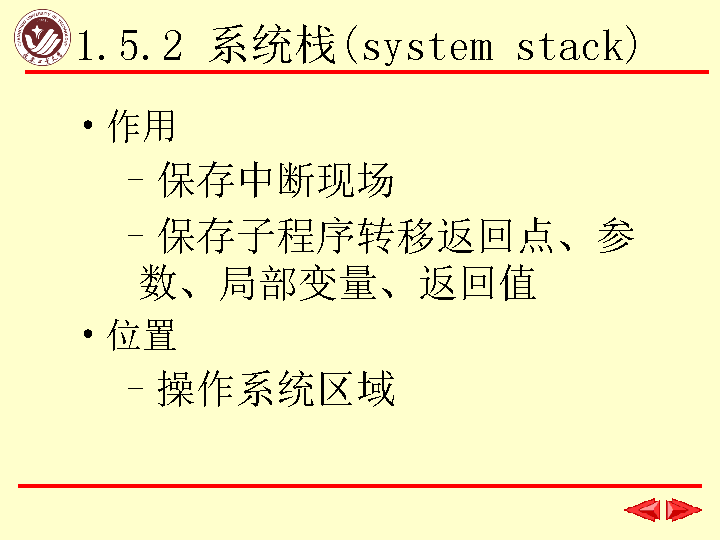 1.5.2 系统栈(system stack)
•作用
–保存中断现场
–保存子程序转移返回点、参
数、局部变量、返回值
•位置
–操作系统区域